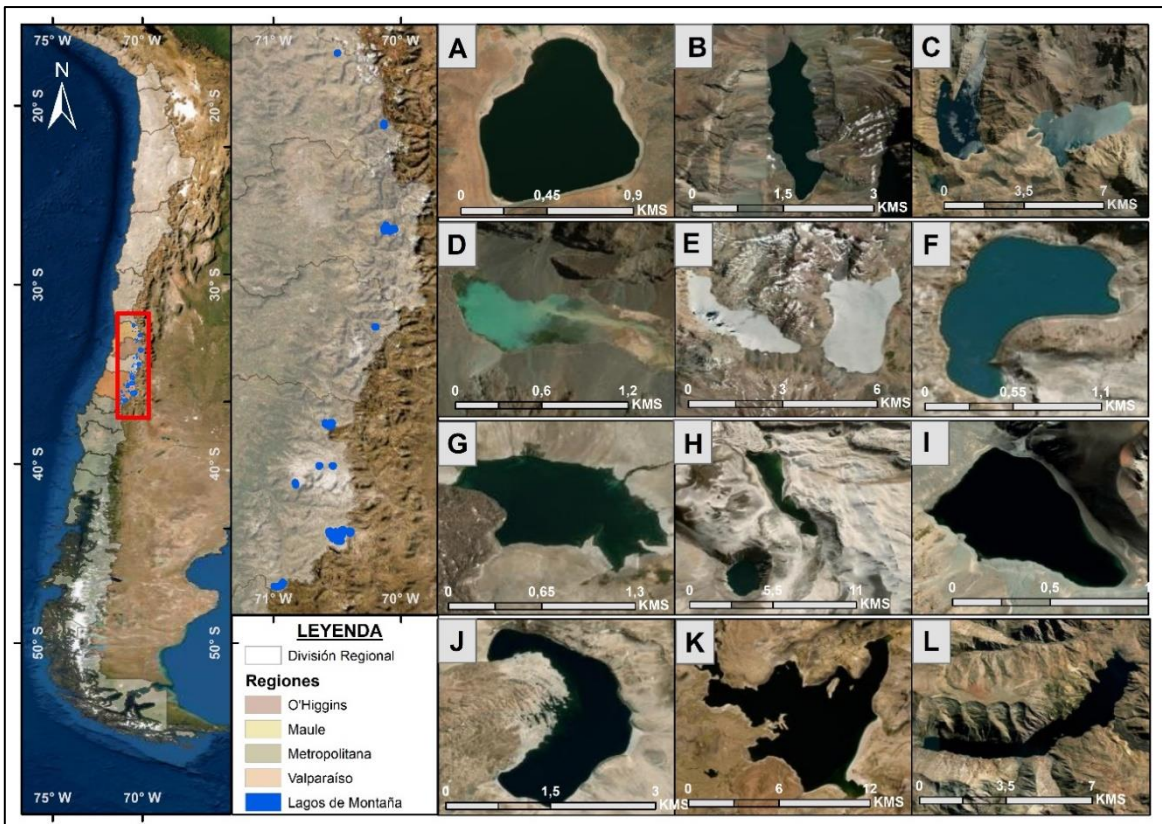 75° W
70° W
N
20° S
30° S
40° S
50° S
75° W
70° W
71° W
70° W
71° W
70° W
LEYENDA
División Regional
Regiones
O'Higgins
Maule
Metropolitana
Valparaíso
Lagos de Montaña
A
0 0,45 0,9
KMS
B
0 1,5 3
KMS
C
0 3,5 7
KMS
D
0 0,6 1,2
KMS
E
0 3 6
KMS
F
0 0,55 1,1
KMS
G
0 0,65 1,3
KMS
H
0 5,5 11
KMS
I
0 0,5 1
J
0 1,5 3
KMS
K
0 6 12
KMS
L
0 3,5 7
KMS